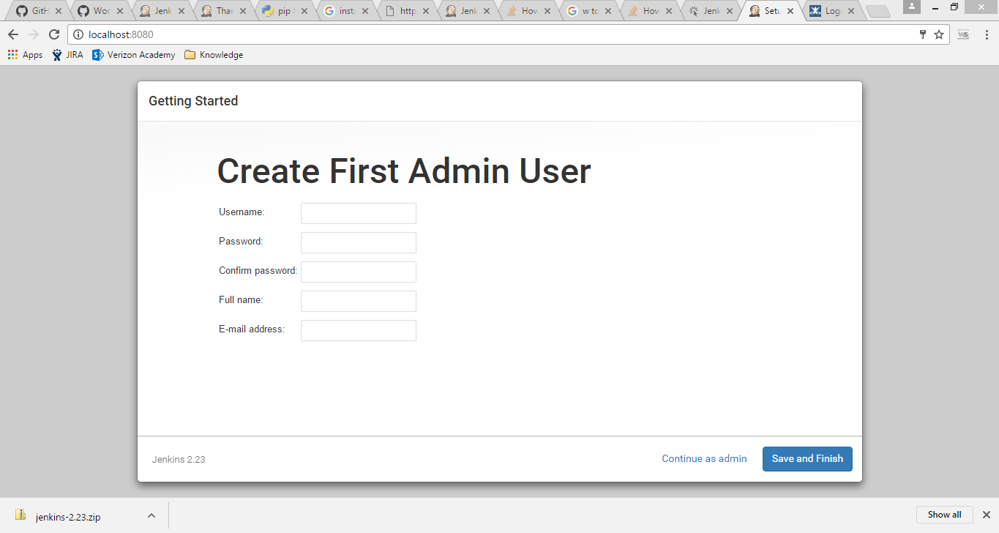 GitH Wor Jenk Thar pip insta http Jenk How w to How Jenk Setu Log
localhost:8080
Apps JIRA Verizon Academy Knowledge
Getting Started
Create First Admin User
Username:
Password:
Confirm password:
Full name:
E-mail address:
Jenkins 2.23 Continue as admin Save and Finish
jenkins-2.23.zip Show all